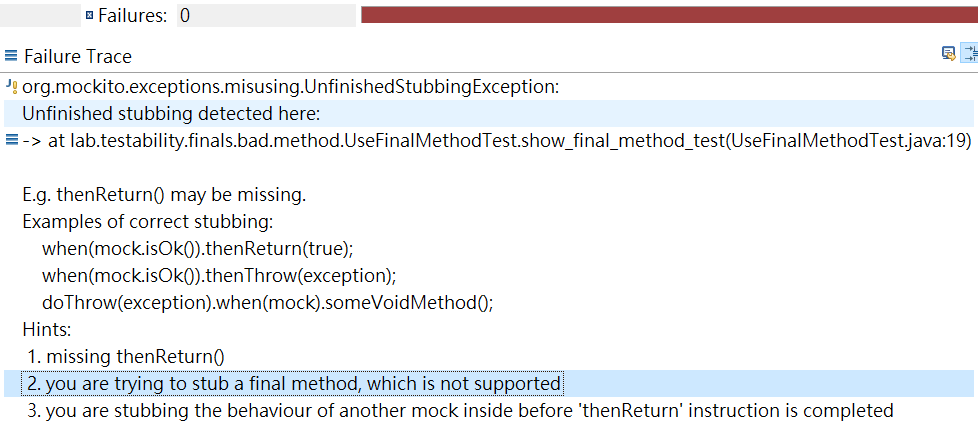 Failures: 0
Failure Trace
org.mockito.exceptions.misusing.UnfinishedStubbingException:
Unfinished stubbing detected here:
-> at lab.testability.finals.bad.method.UseFinalMethodTest.show_final_method_test(UseFinalMethodTest.java:19)
E.g. thenReturn() may be missing.
Examples of correct stubbing:
when(mock.isOk()).thenReturn(true);
when(mock.isOk()).thenThrow(exception);
doThrow(exception).when(mock).someVoidMethod();
Hints:
1. missing thenReturn()
2. you are trying to stub a final method, which is not supported
3. you are stubbing the behaviour of another mock inside before 'thenReturn' instruction is completed